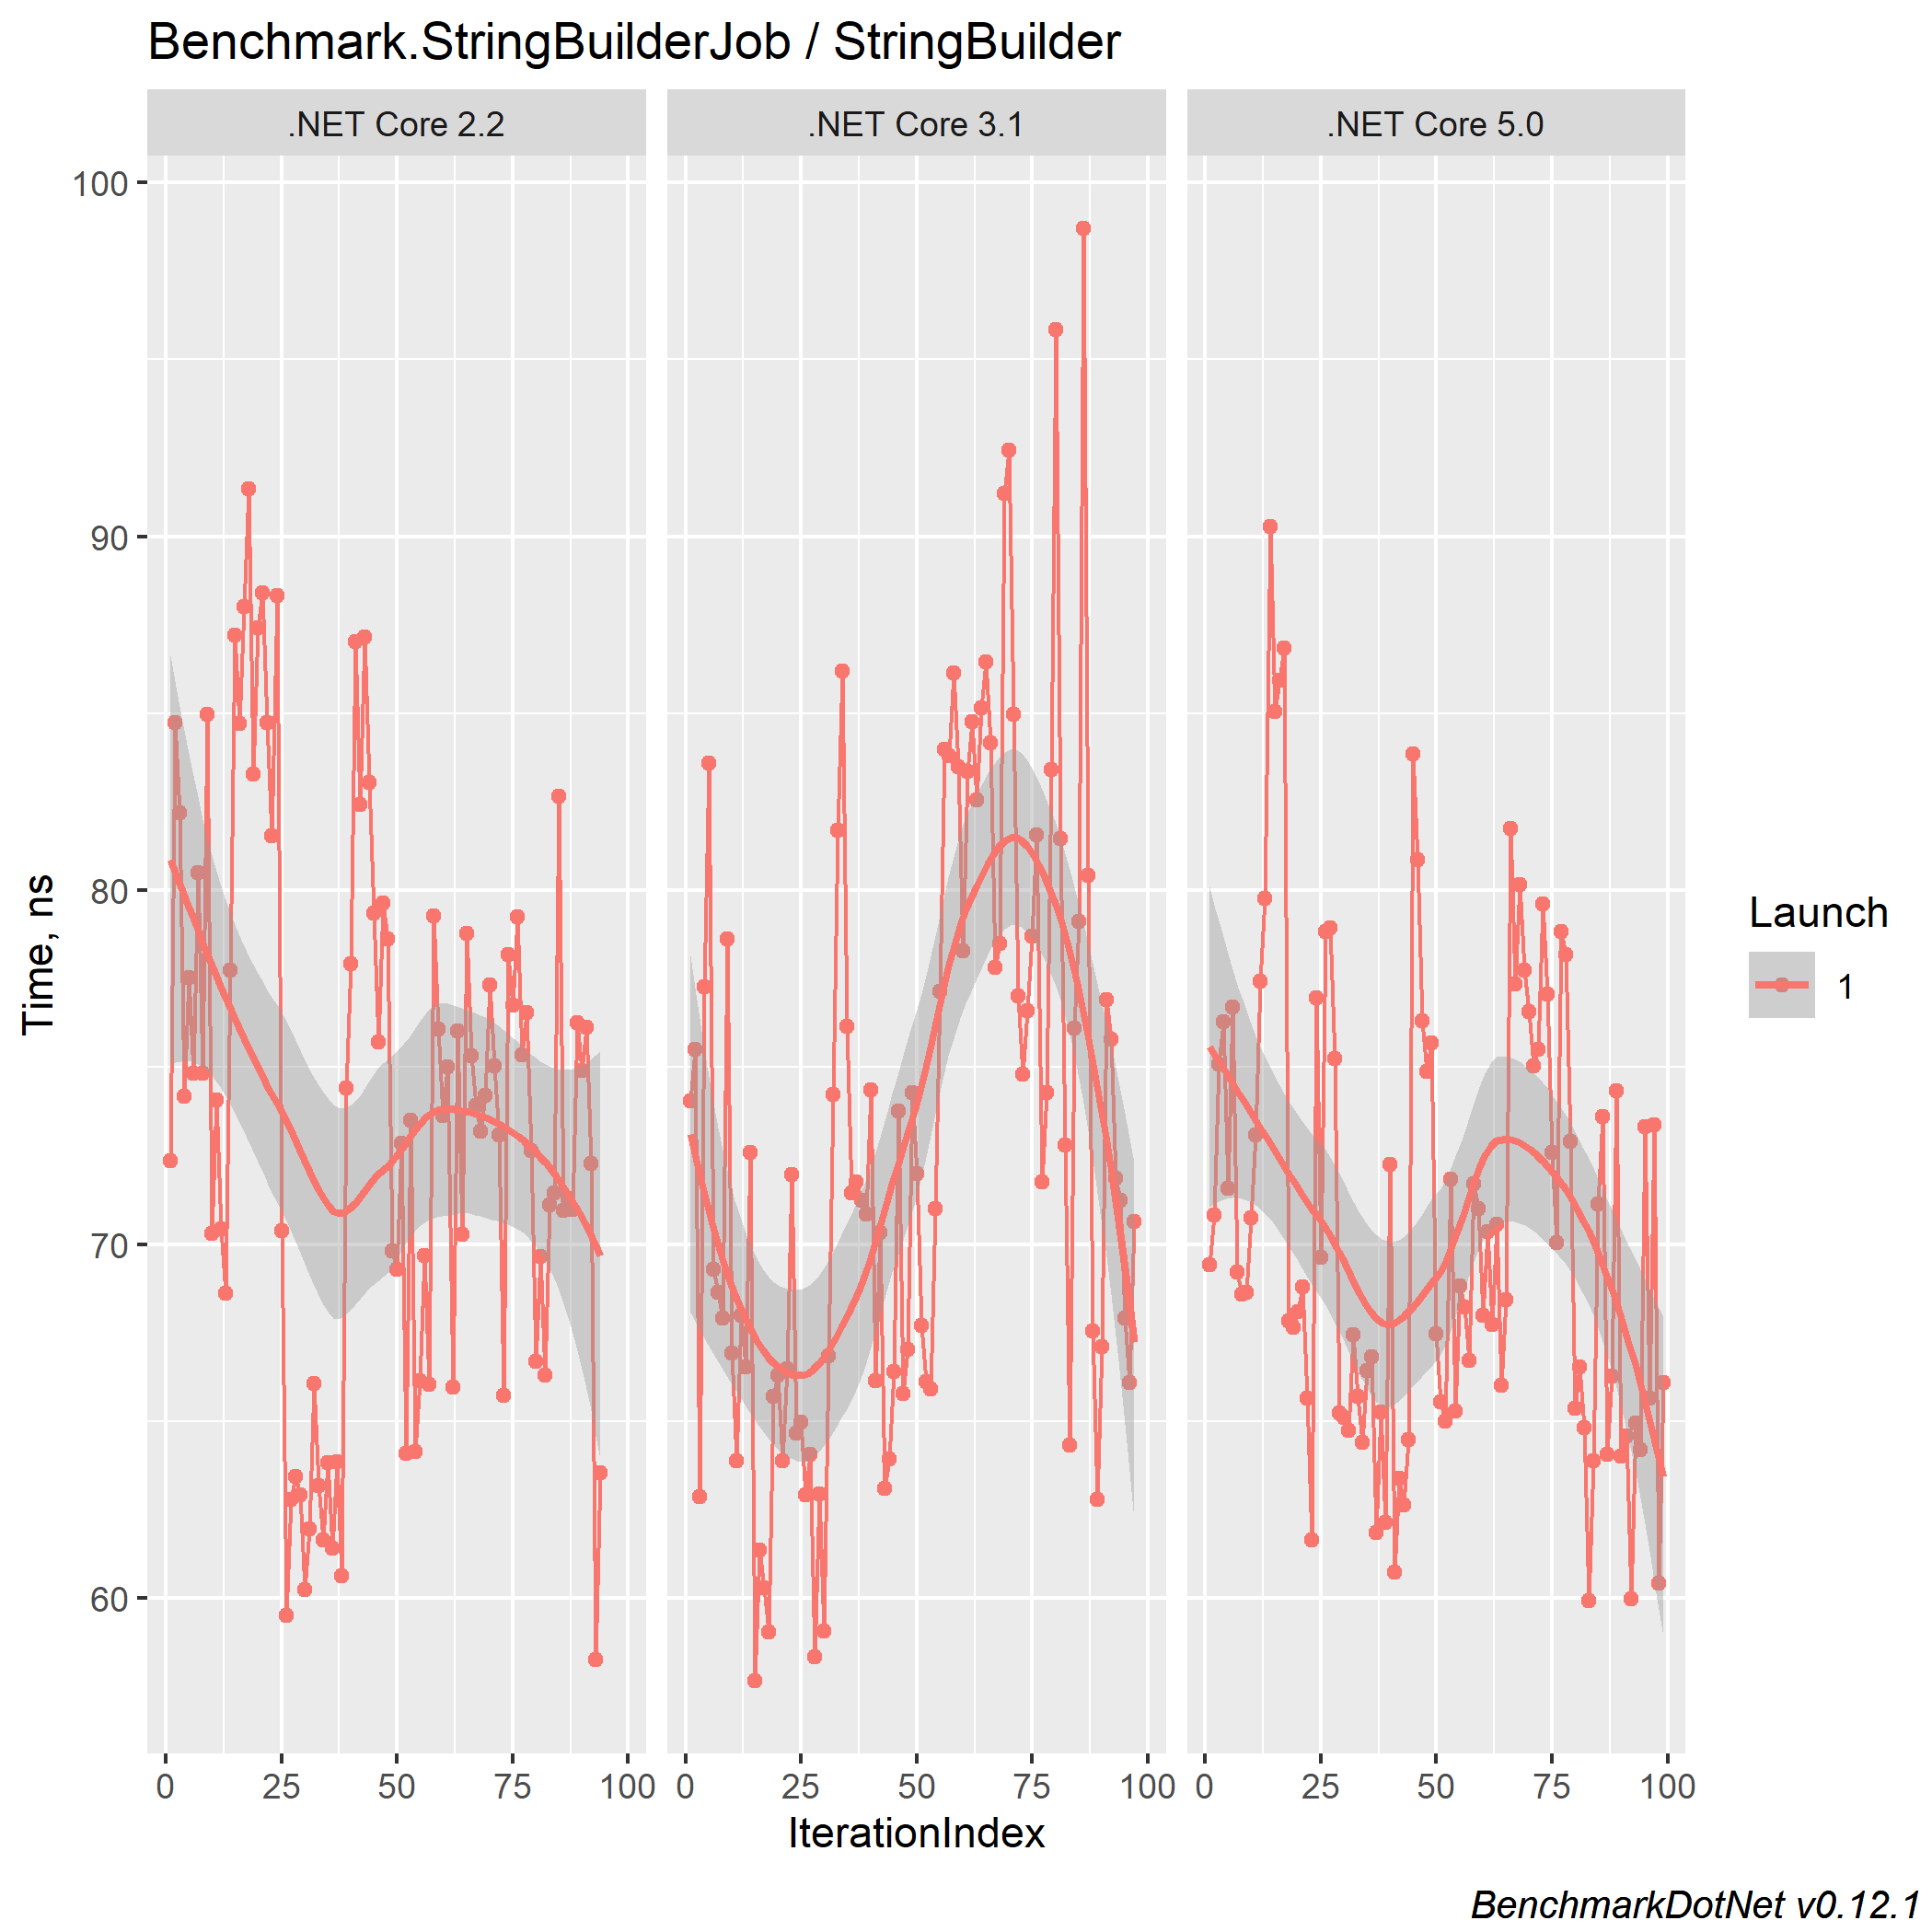 Benchmark.StringBuilderJob / StringBuilder
.NET Core 2.2 .NET Core 3.1 .NET Core 5.0
100
90
80
70
60
Time, ns
0 25 50 75 100 0 25 50 75 100 0 25 50 75 100
IterationIndex
Launch
1
BenchmarkDotNet v0.12.1